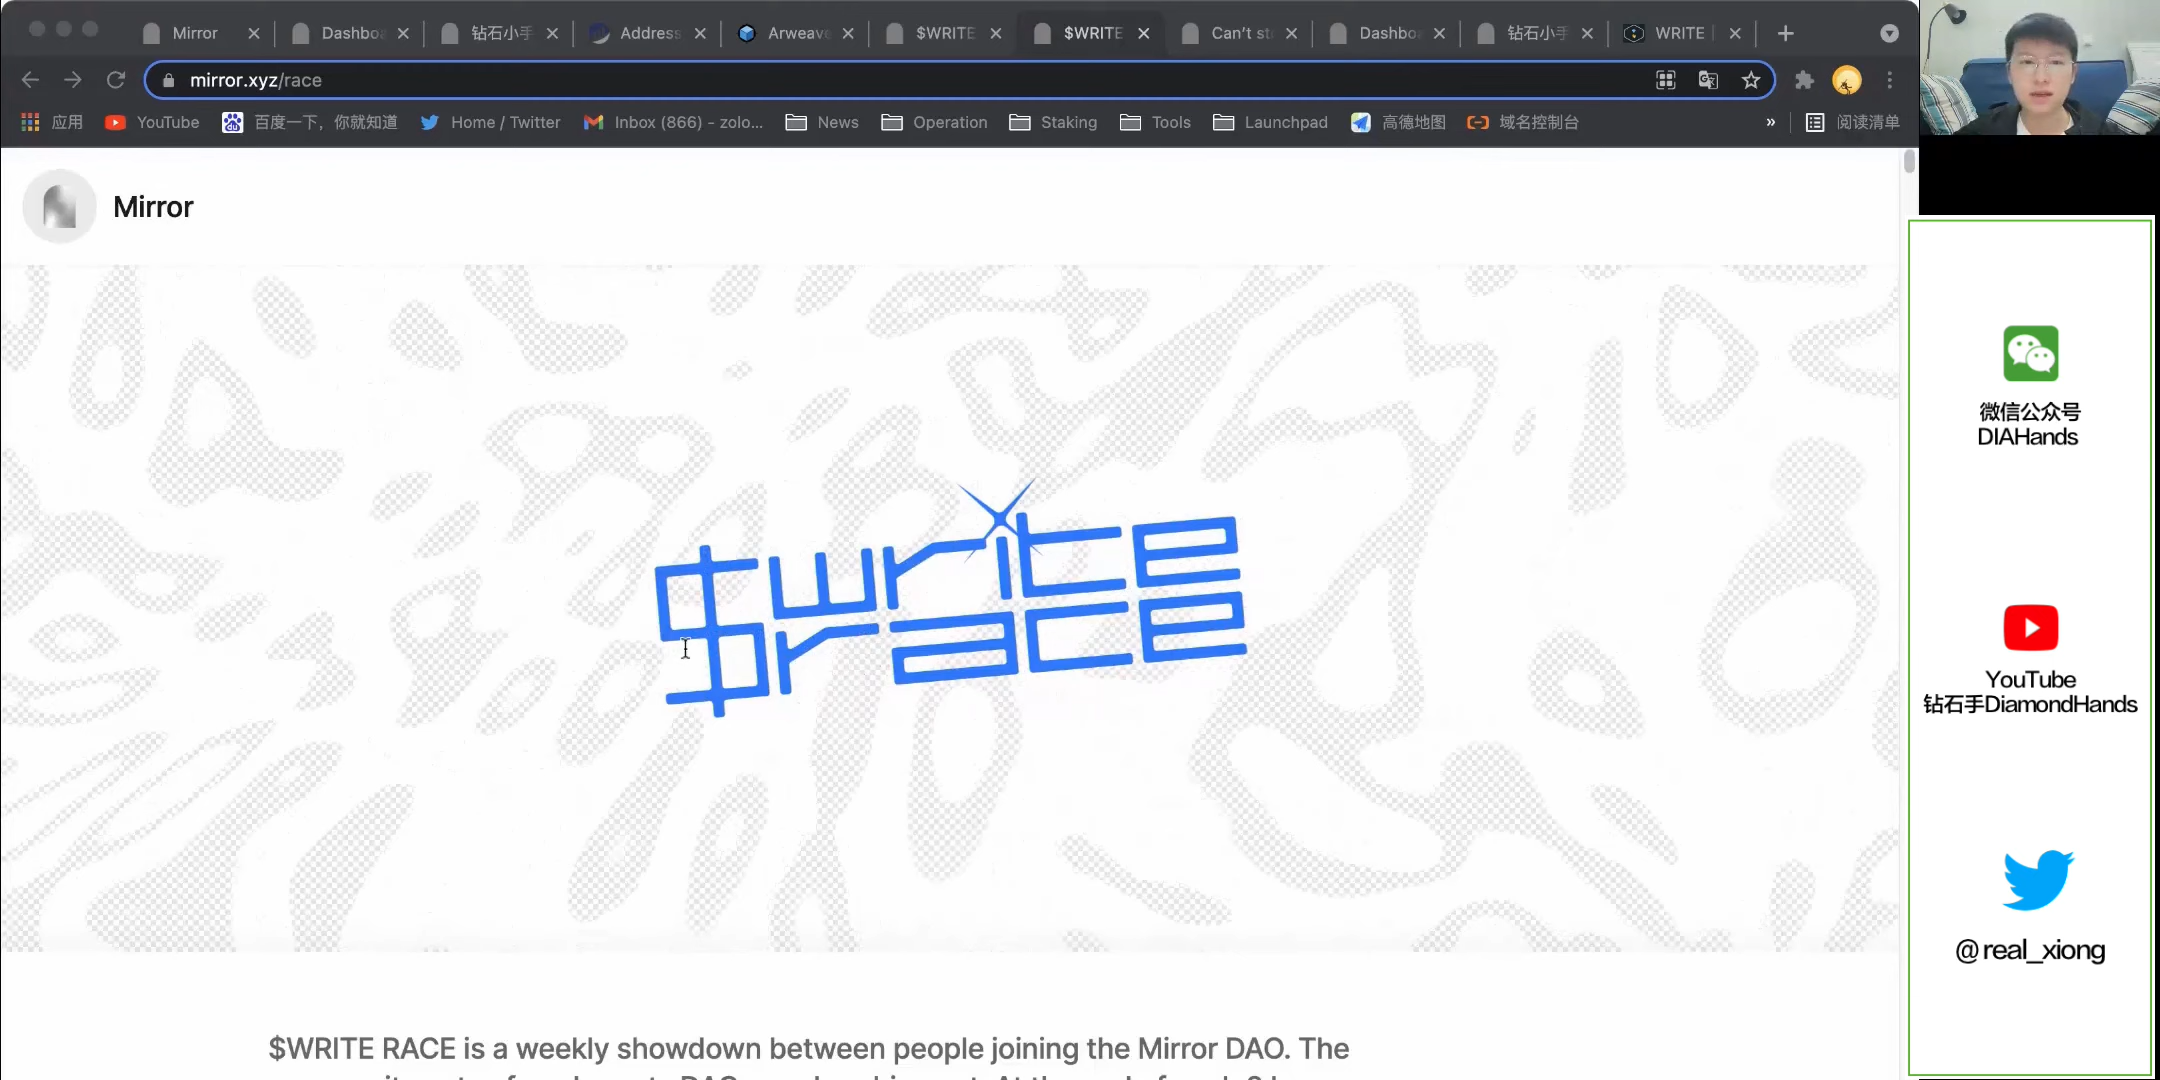 Mirror
Dashbo
钻石小手
Address
Arweave
$WRITE
$WRITE
Can't st
Dashbo
钻石小手
WRITE |
mirror.xyz/race
应用
YouTube
百度一下，你就知道
Home / Twitter
Inbox (866) - zolo...
News
Operation
Staking
Tools
Launchpad
高德地图
域名控制台
»
阅读清单
Mirror
$write
race
$WRITE RACE is a weekly showdown between people joining the Mirror DAO. The
微信公众号
DIAHands
YouTube
钻石手DiamondHands
@real_xiong